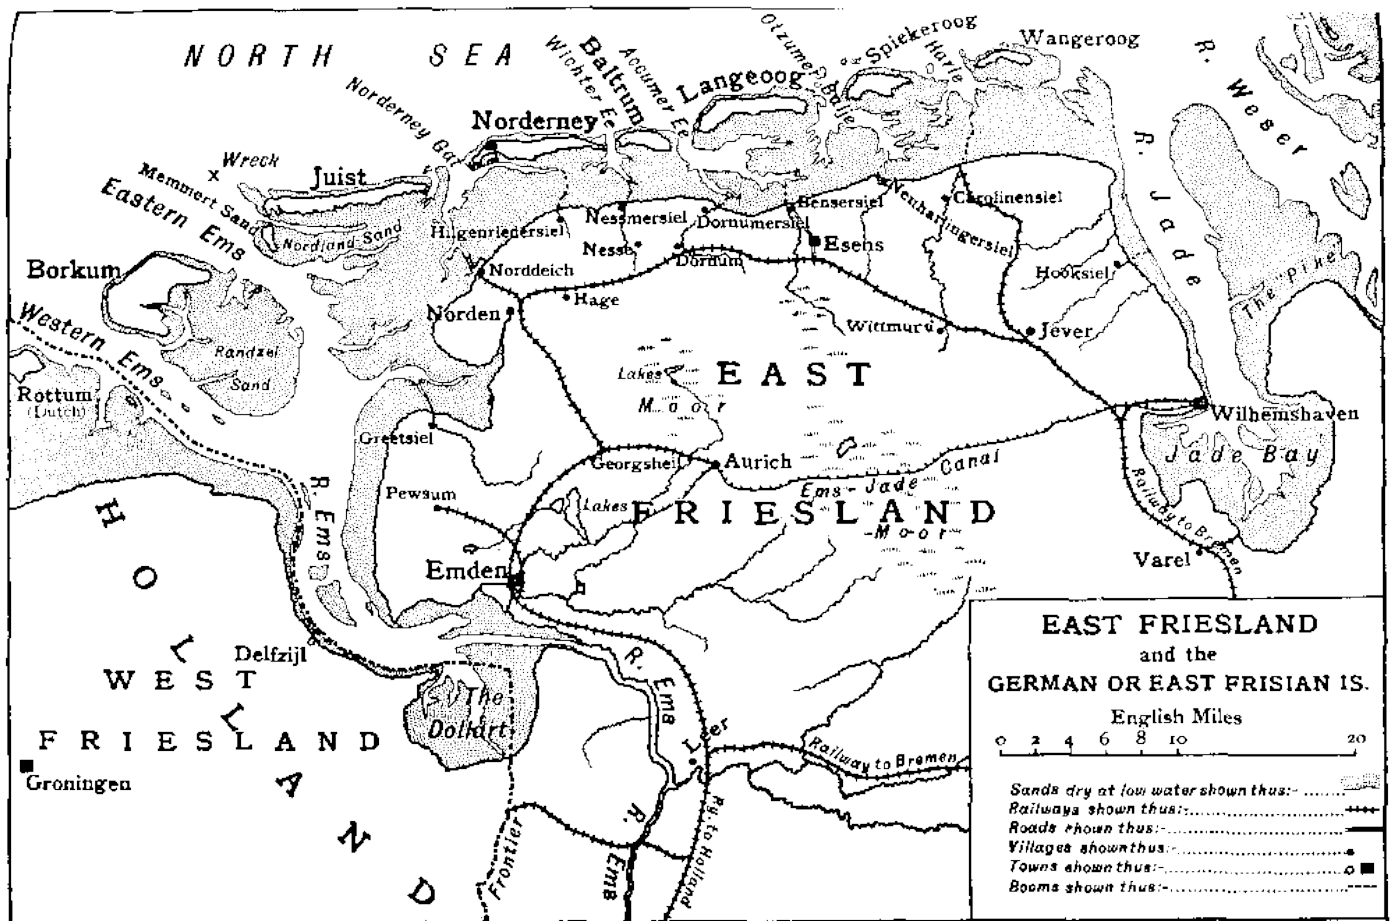 NORTH SEA
Otzumer Balje
Spiekeroog
Harle
Wangeroog
R. Weser
Wichter Ee
Baltrum
Accumer Ee
Langeoog
Norderney Gat
Norderney
Wreck
Juist
Memmert Sand
Eastern Ems
Nordland Sand
Hilgenriedersiel
Nessmersiel
Dornumersiel
Bensersiel
Neuharlingersiel
Carolinensiel
R. Jade
Nesse
Dornum
Esens
Hooksiel
The Pike
Borkum
Norddeich
Hage
Norden
Western Ems
Randzel
Sand
Wittmund
Jever
Rottum
(Dutch)
Lakes
Moor
EAST
Wilhemshaven
Greetsiel
Georgsheil
Aurich
Ems-Jade Canal
Jade Bay
Pewsum
Lakes
FRIESLAND
Moor
Railway to Bremen
Varel
R. Ems
Emden
HOLLAND
Delfzijl
WEST
FRIESLAND
The
Dollart
R. Ems
Leer
Railway to Bremen
Groningen
Frontier
R. Ems
Ry. to Holland
EAST FRIESLAND
and the
GERMAN OR EAST FRISIAN IS.
English Miles
0 2 4 6 8 10 20
Sands dry at low water shown thus:-
Railways shown thus:-
Roads shown thus:-
Villages shown thus:-
Towns shown thus:-
Booms shown thus:-